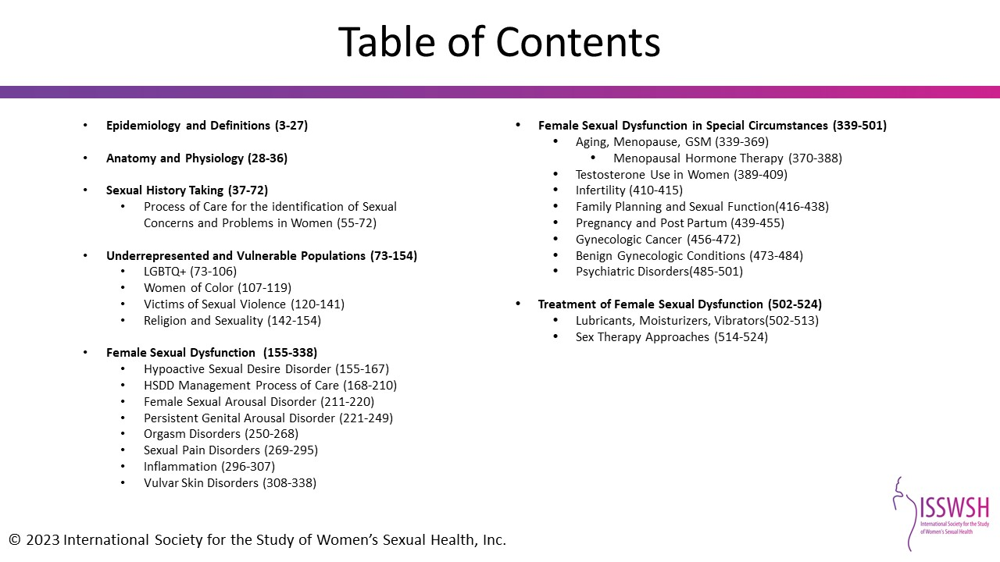 Table of Contents
• Epidemiology and Definitions (3-27)
• Anatomy and Physiology (28-36)
• Sexual History Taking (37-72)
• Process of Care for the identification of Sexual
Concerns and Problems in Women (55-72)
• Underrepresented and Vulnerable Populations (73-154)
• LGBTQ+ (73-106)
• Women of Color (107-119)
• Victims of Sexual Violence (120-141)
• Religion and Sexuality (142-154)
• Female Sexual Dysfunction (155-338)
• Hypoactive Sexual Desire Disorder (155-167)
• HSDD Management Process of Care (168-210)
• Female Sexual Arousal Disorder (211-220)
• Persistent Genital Arousal Disorder (221-249)
• Orgasm Disorders (250-268)
• Sexual Pain Disorders (269-295)
• Inflammation (296-307)
• Vulvar Skin Disorders (308-338)
• Female Sexual Dysfunction in Special Circumstances (339-501)
• Aging, Menopause, GSM (339-369)
• Menopausal Hormone Therapy (370-388)
• Testosterone Use in Women (389-409)
• Infertility (410-415)
• Family Planning and Sexual Function(416-438)
• Pregnancy and Post Partum (439-455)
• Gynecologic Cancer (456-472)
• Benign Gynecologic Conditions (473-484)
• Psychiatric Disorders(485-501)
• Treatment of Female Sexual Dysfunction (502-524)
• Lubricants, Moisturizers, Vibrators(502-513)
• Sex Therapy Approaches (514-524)
© 2023 International Society for the Study of Women’s Sexual Health, Inc.
ISSWSH
International Society for the Study
of Women's Sexual Health